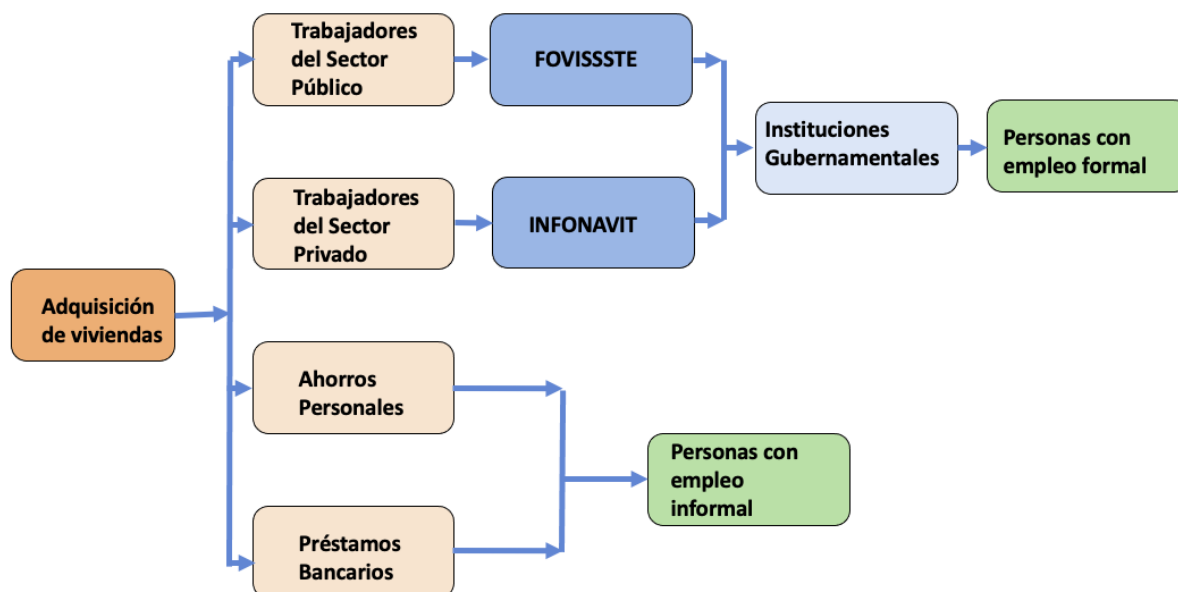 Trabajadores
del Sector
Público
FOVISSSTE
Instituciones
Gubernamentales
Personas con
empleo formal
Trabajadores
del Sector
Privado
INFONAVIT
Adquisición
de viviendas
Ahorros
Personales
Personas con
empleo
informal
Préstamos
Bancarios